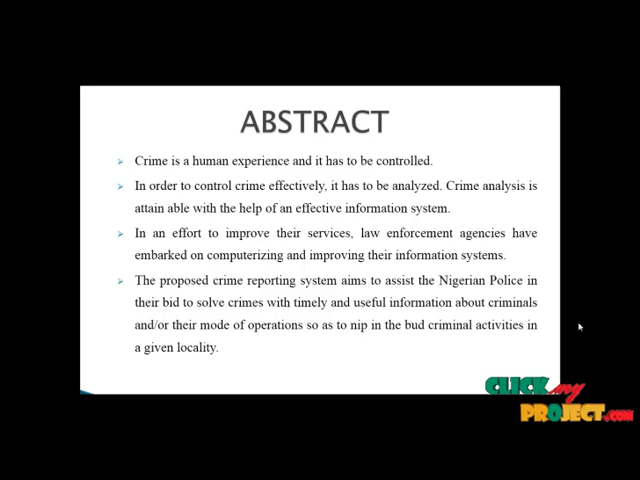 ABSTRACT
Crime is a human experience and it has to be controlled.
In order to control crime effectively, it has to be analyzed. Crime analysis is
attain able with the help of an effective information system.
In an effort to improve their services, law enforcement agencies have
embarked on computerizing and improving their information systems.
The proposed crime reporting system aims to assist the Nigerian Police in
their bid to solve crimes with timely and useful information about criminals
and/or their mode of operations so as to nip in the bud criminal activities in
a given locality.
CLICK my
PROJECT.COM